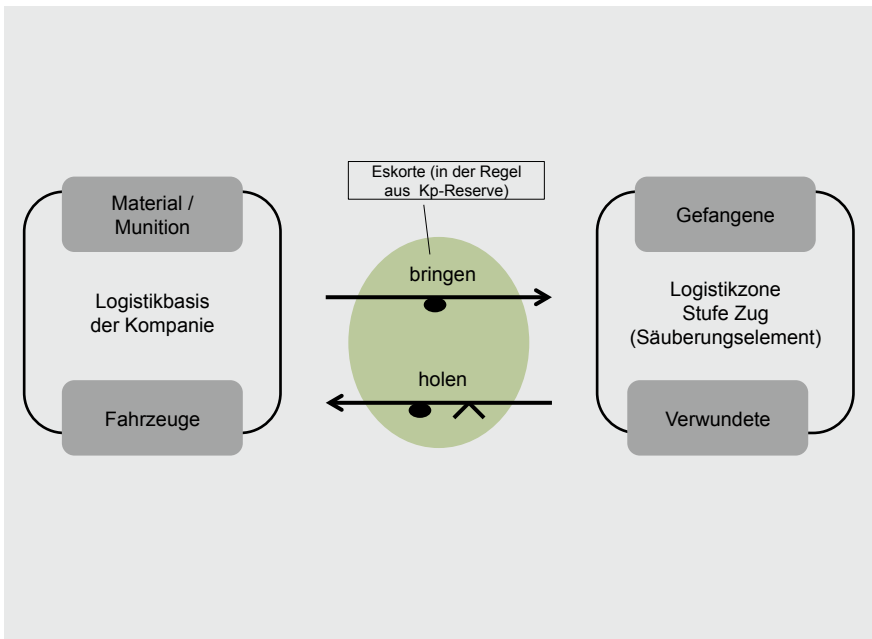 Eskorte (in der Regel
aus Kp-Reserve)
Material /
Munition
Logistikbasis
der Kompanie
Fahrzeuge
bringen
holen
Gefangene
Logistikzone
Stufe Zug
(Säuberungselement)
Verwundete